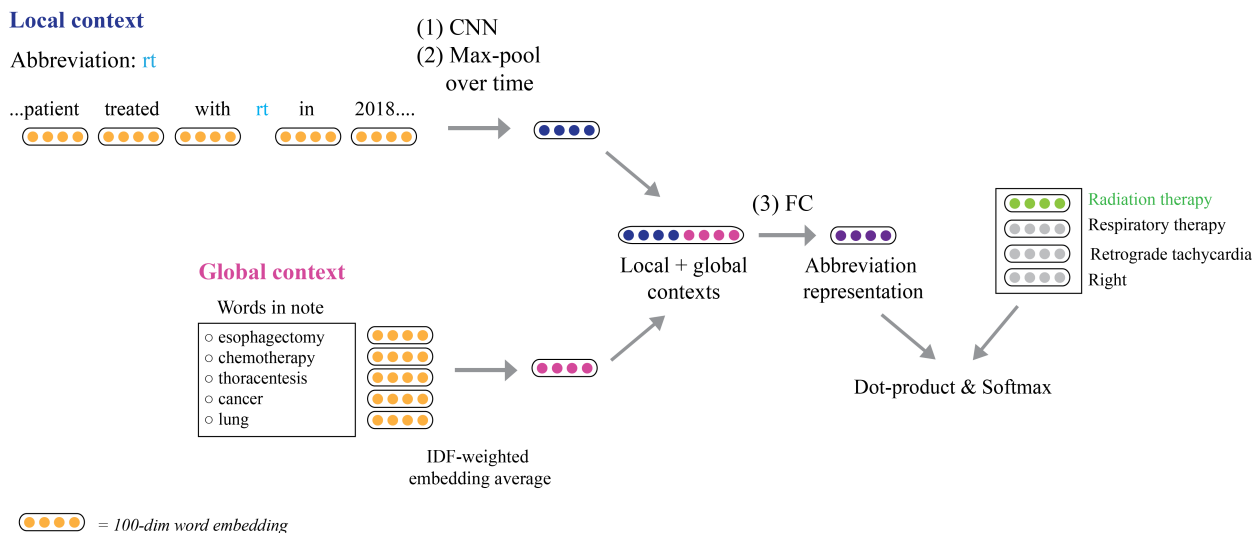 Local context
Abbreviation: rt
...patient treated with rt in 2018....
(1) CNN
(2) Max-pool
over time
Global context
Words in note
○ esophagectomy
○ chemotherapy
○ thoracentesis
○ cancer
○ lung
IDF-weighted
embedding average
Local + global
contexts
(3) FC
Abbreviation
representation
Radiation therapy
Respiratory therapy
Retrograde tachycardia
Right
Dot-product & Softmax
= 100-dim word embedding